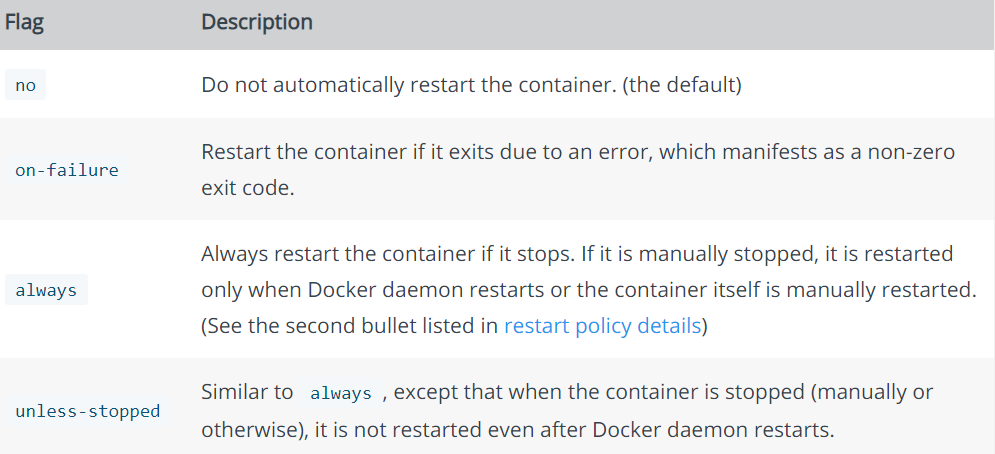 Flag Description
no Do not automatically restart the container. (the default)
Restart the container if it exits due to an error, which manifests as a non-zero
on-failure
exit code.
Always restart the container if it stops. If it is manually stopped, it is restarted
always only when Docker daemon restarts or the container itself is manually restarted.
(See the second bullet listed in restart policy details)
Similar to always , except that when the container is stopped (manually or
unless-stopped
otherwise), it is not restarted even after Docker daemon restarts.